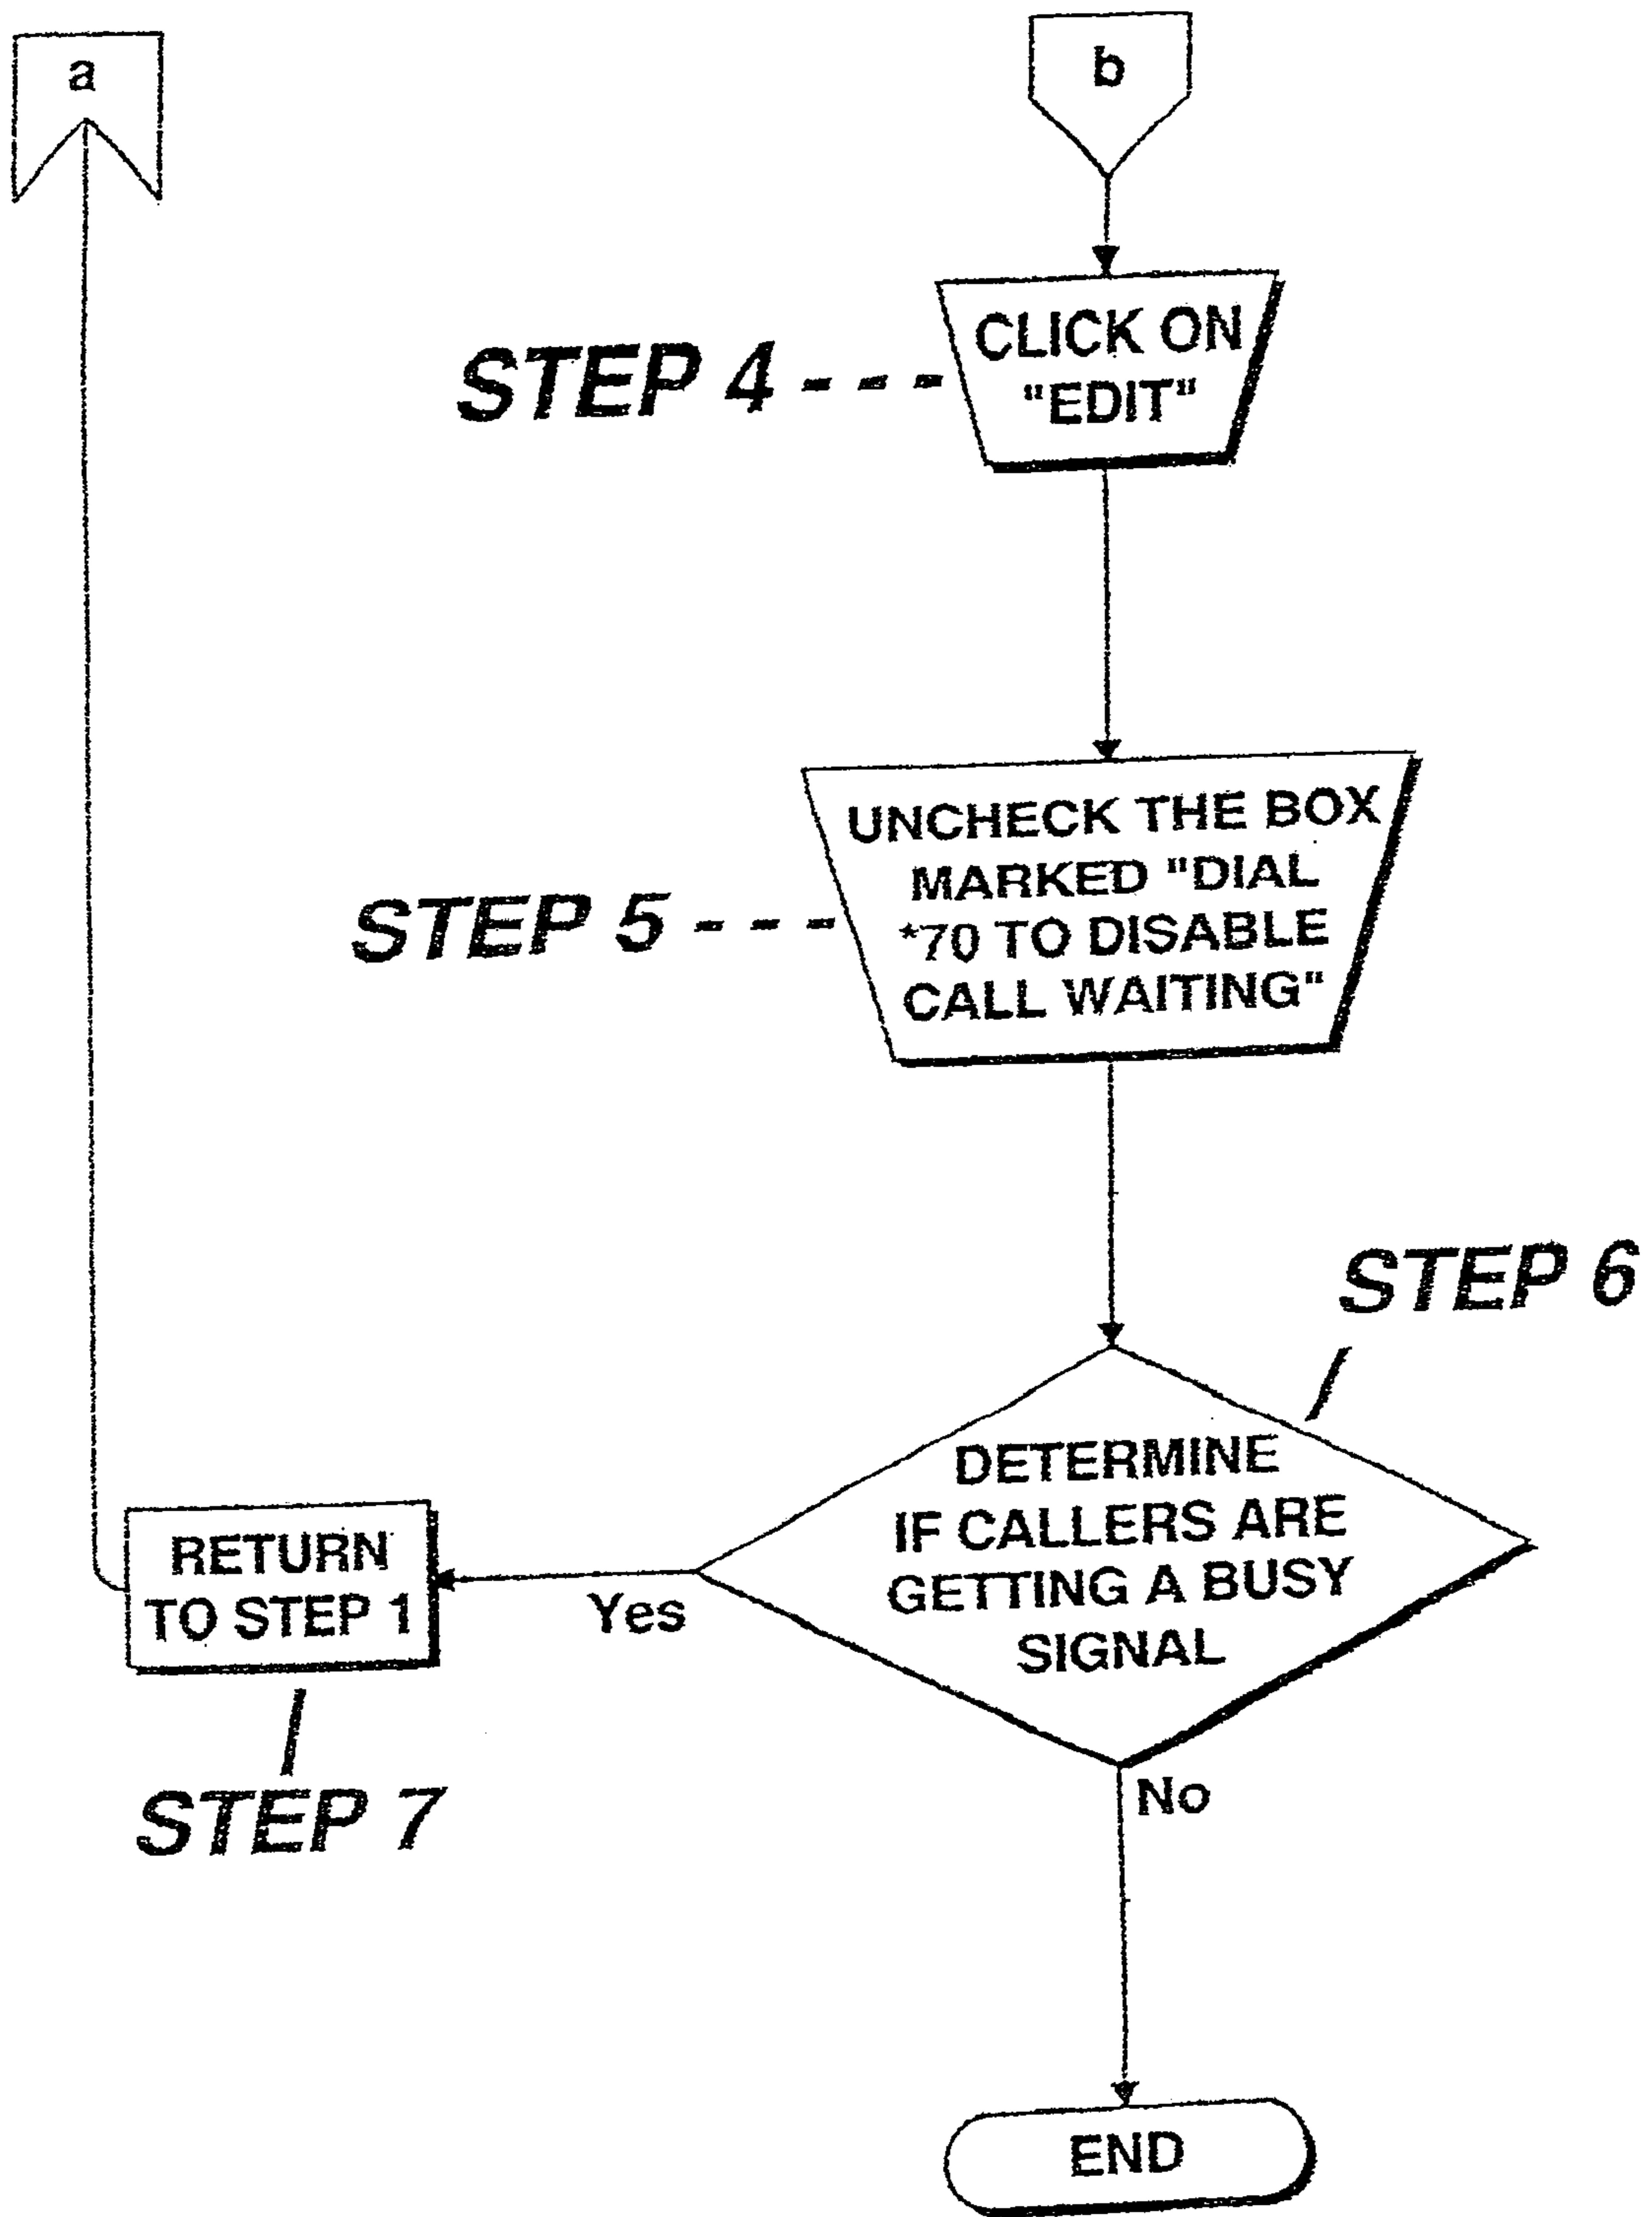 a
b
STEP 4 - - -
CLICK ON
"EDIT"
STEP 5 - - -
UNCHECK THE BOX
MARKED "DIAL
*70 TO DISABLE
CALL WAITING"
STEP 6
DETERMINE
IF CALLERS ARE
GETTING A BUSY
SIGNAL
Yes
RETURN
TO STEP 1
STEP 7
No
END